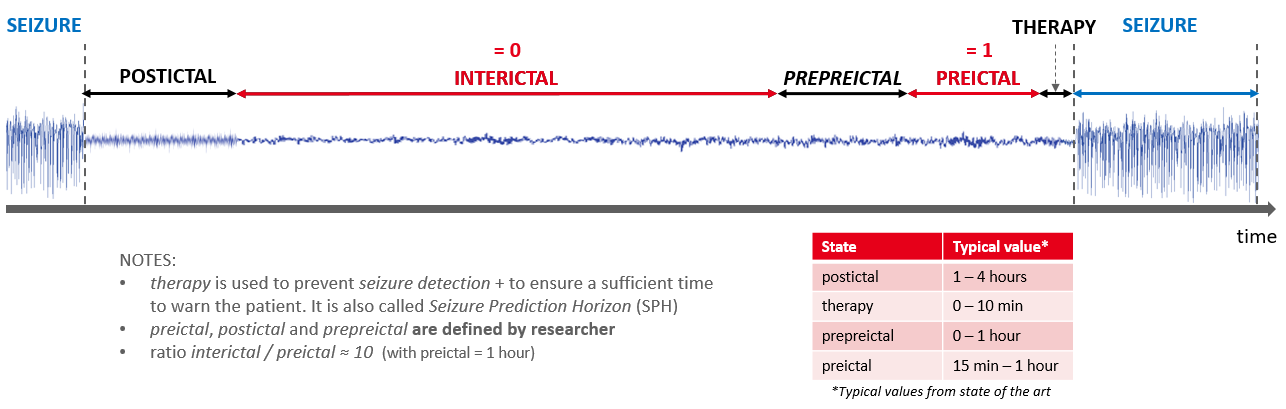 SEIZURE
THERAPY
SEIZURE
= 0
= 1
POSTICTAL
INTERICTAL
PREPREICTAL
PREICTAL
time
NOTES:
• therapy is used to prevent seizure detection + to ensure a sufficient time
to warn the patient. It is also called Seizure Prediction Horizon (SPH)
• preictal, postictal and prepreictal are defined by researcher
• ratio interictal / preictal ≈ 10 (with preictal = 1 hour)
State Typical value*
postictal 1 – 4 hours
therapy 0 – 10 min
prepreictal 0 – 1 hour
preictal 15 min – 1 hour
*Typical values from state of the art